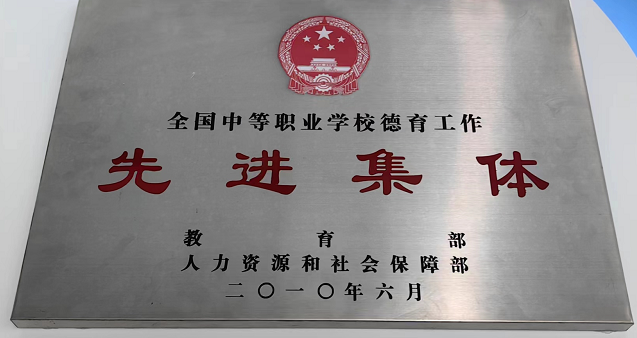 全国中等职业学校德育工作
先进集体
教育部
人力资源和社会保障部
二〇一〇年六月